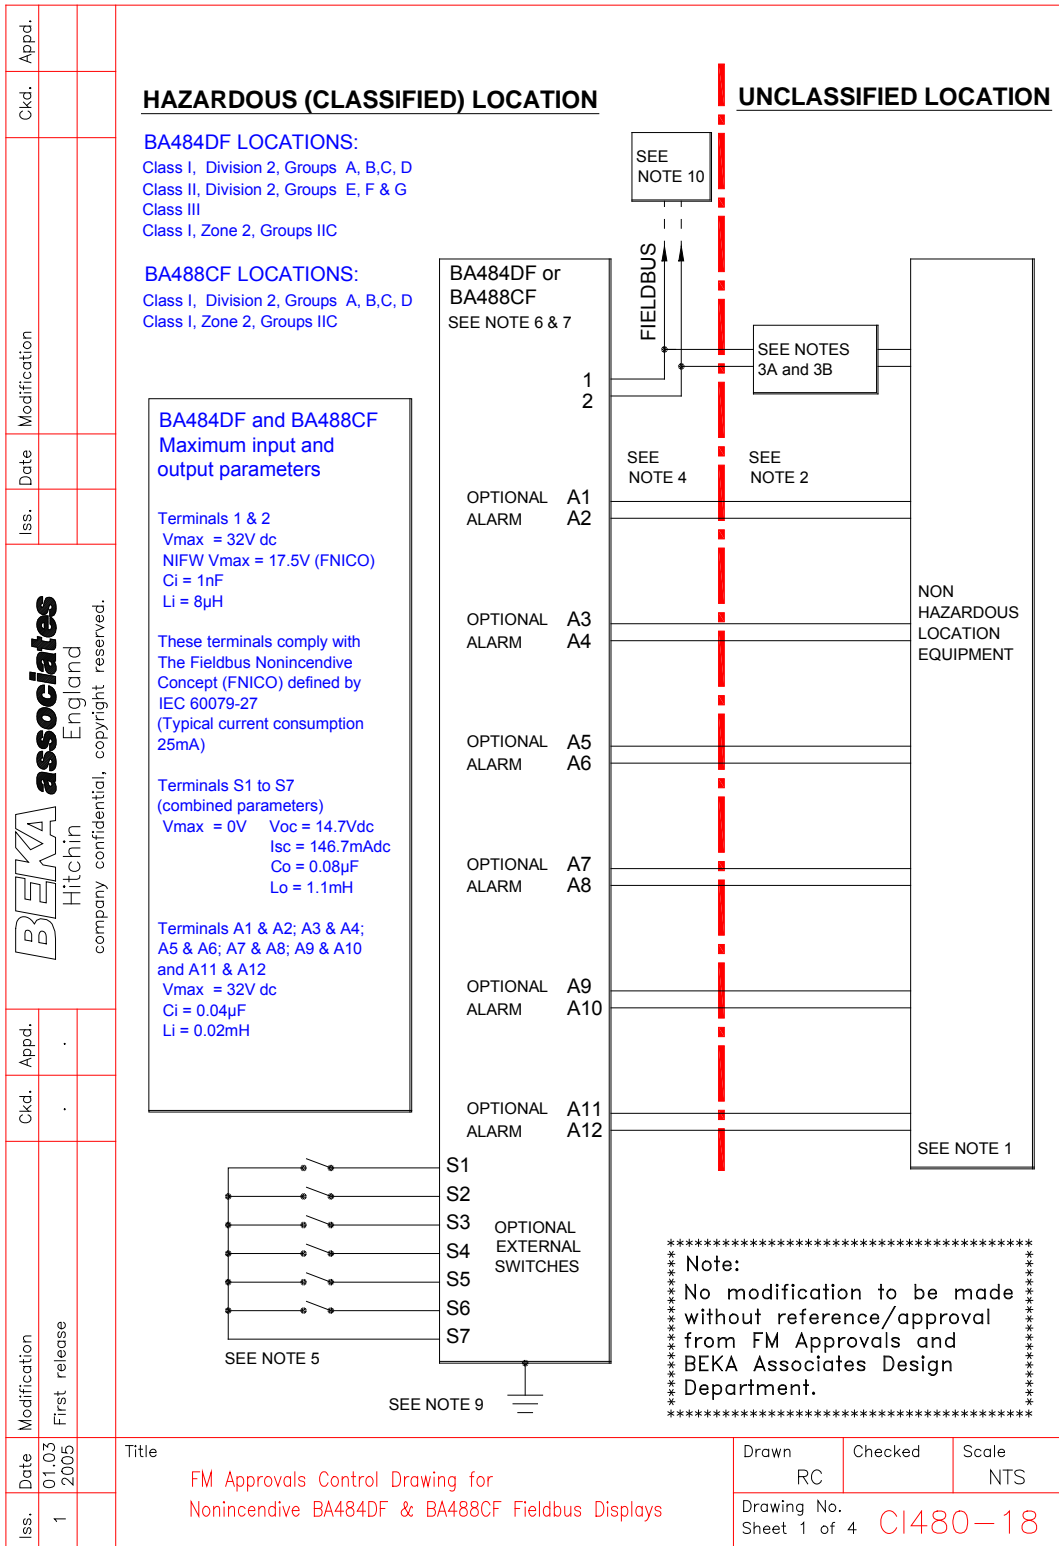 HAZARDOUS (CLASSIFIED) LOCATION
UNCLASSIFIED LOCATION
BA484DF LOCATIONS:
Class I, Division 2, Groups A, B,C, D
Class II, Division 2, Groups E, F & G
Class III
Class I, Zone 2, Groups IIC
BA488CF LOCATIONS:
Class I, Division 2, Groups A, B,C, D
Class I, Zone 2, Groups IIC
BA484DF and BA488CF
Maximum input and
output parameters
Terminals 1 & 2
Vmax = 32V dc
NIFW Vmax = 17.5V (FNICO)
Ci = 1nF
Li = 8µH
These terminals comply with
The Fieldbus Nonincendive
Concept (FNICO) defined by
IEC 60079-27
(Typical current consumption
25mA)
Terminals S1 to S7
(combined parameters)
Vmax = 0V Voc = 14.7Vdc
Isc = 146.7mAdc
Co = 0.08µF
Lo = 1.1mH
Terminals A1 & A2; A3 & A4;
A5 & A6; A7 & A8; A9 & A10
and A11 & A12
Vmax = 32V dc
Ci = 0.04µF
Li = 0.02mH
BA484DF or
BA488CF
SEE NOTE 6 & 7
1
2
OPTIONAL A1
ALARM A2
OPTIONAL A3
ALARM A4
OPTIONAL A5
ALARM A6
OPTIONAL A7
ALARM A8
OPTIONAL A9
ALARM A10
OPTIONAL A11
ALARM A12
S1
S2
S3
S4
S5
S6
S7
OPTIONAL
EXTERNAL
SWITCHES
SEE NOTE 5
SEE NOTE 9
SEE
NOTE 10
FIELDBUS
SEE NOTES
3A and 3B
SEE
NOTE 4
SEE
NOTE 2
NON
HAZARDOUS
LOCATION
EQUIPMENT
SEE NOTE 1
***************************************
Note:
No modification to be made
without reference/approval
from FM Approvals and
BEKA Associates Design
Department.
***************************************
Title
FM Approvals Control Drawing for
Nonincendive BA484DF & BA488CF Fieldbus Displays
Drawn
RC
Checked
Scale
NTS
Drawing No.
Sheet 1 of 4
CI480-18
Iss. Date Modification Ckd. Appd.
1 01.03 2005 First release . .
BEKA associates
Hitchin England
company confidential, copyright reserved.
Iss. Date Modification Ckd. Appd.